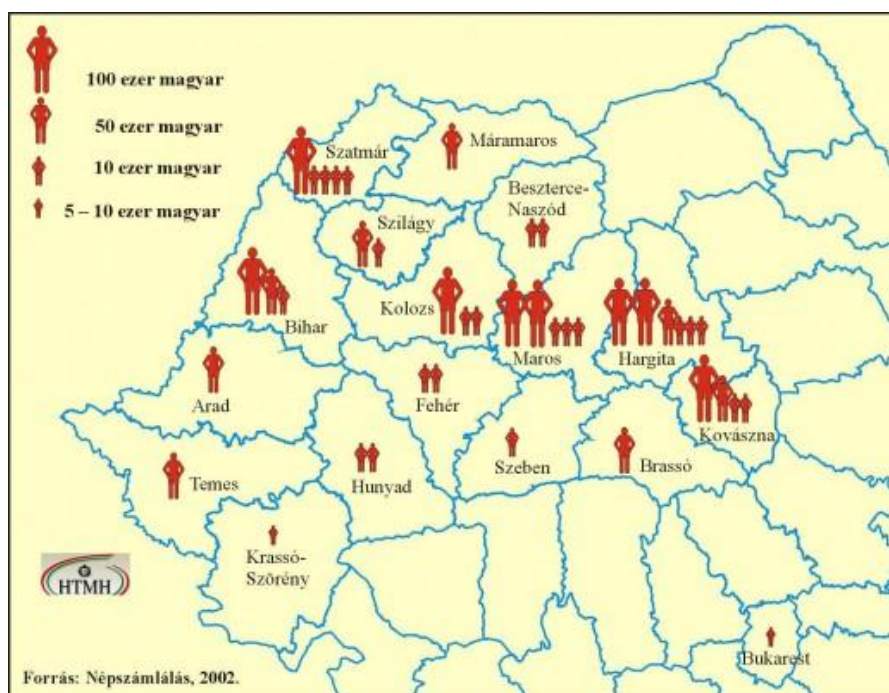 100 ezer magyar
50 ezer magyar
10 ezer magyar
5 – 10 ezer magyar
Szatmár
Máramaros
Beszterce-
Naszód
Szilágy
Kolozs
Bihar
Maros
Hargita
Arad
Fehér
Kovászna
Szeben
Brassó
Temes
Hunyad
Krassó-
Szörény
HTMH
Bukarest
Forrás: Népszámlálás, 2002.